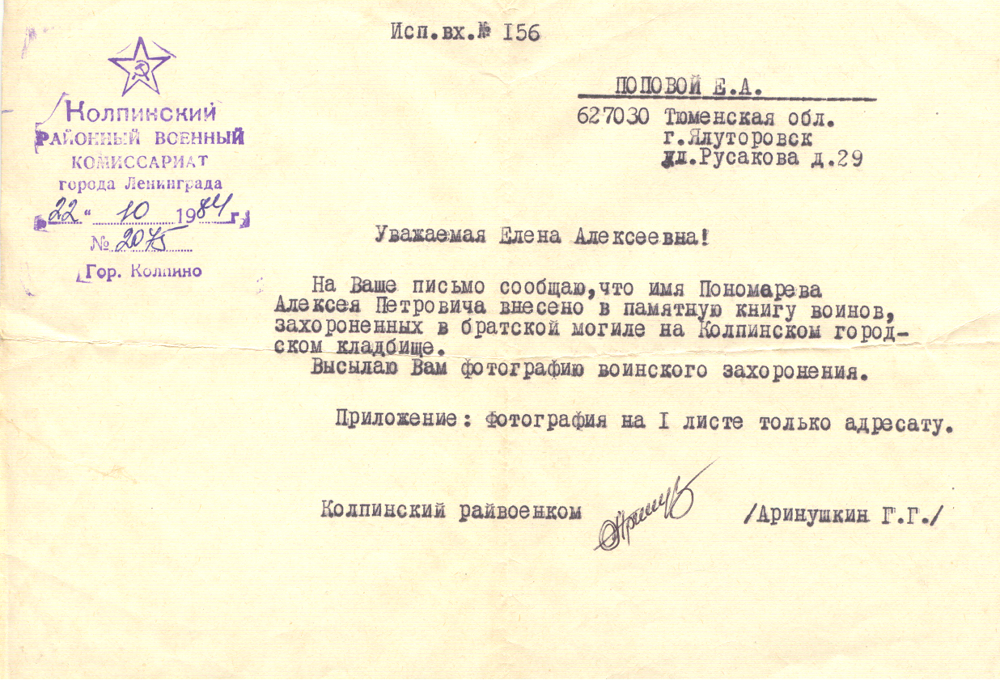 Исп.вх.№ I56
Колпинский
РАЙОННЫЙ ВОЕННЫЙ
КОМИССАРИАТ
города Ленинграда
"22" 10 1984 г.
№ 2075
Гор. Колпино
ПОПОВОЙ Е.А.
627030 Тюменская обл.
г.Ялуторовск
ул.Русакова д.29
Уважаемая Елена Алексеевна!
На Ваше письмо сообщаю,что имя Пономарева
Алексея Петровича внесено в памятную книгу воинов,
захороненных в братской могиле на Колпинском город-
ском кладбище.
Высылаю Вам фотографию воинского захоронения.
Приложение: фотография на I листе только адресату.
Колпинский райвоенком /Аринушкин Г.Г./